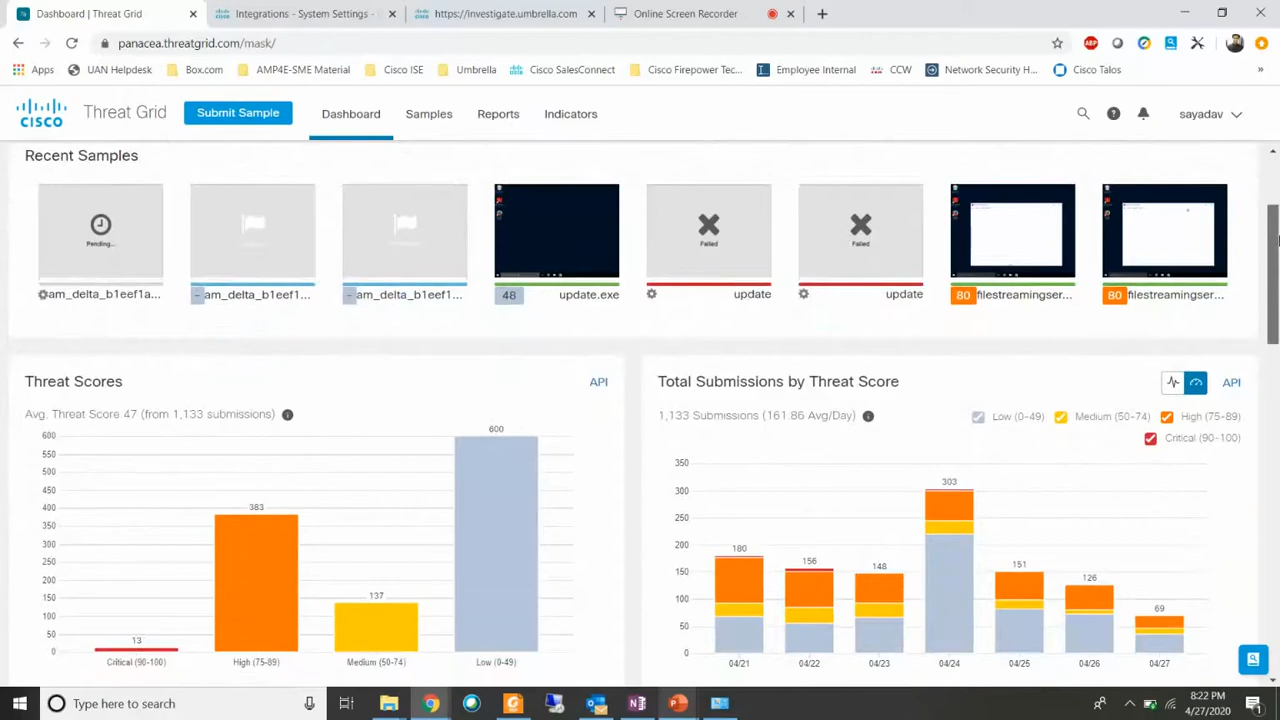 Dashboard | Threat Grid
Integrations - System Settings -
https://investigate.umbrella.com
Online Screen Recorder
panacea.threatgrid.com/mask/
Apps
UAN Helpdesk
Box.com
AMP4E-SME Material
Cisco ISE
Umbrella
Cisco SalesConnect
Cisco Firepower Tec...
Employee Internal
CCW
Network Security H...
Cisco Talos
CISCO
Threat Grid
Submit Sample
Dashboard
Samples
Reports
Indicators
sayadav
Recent Samples
Pending...
Failed
Failed
am_delta_b1eef1a...
am_delta_b1eef1...
am_delta_b1eef1...
48 update.exe
update
update
80 filestreamingser...
80 filestreamingser...
Threat Scores
API
Avg. Threat Score 47 (from 1,133 submissions)
600
550
500
450
400
350
300
250
200
150
100
50
0
13
383
137
600
Critical (90-100)
High (75-89)
Medium (50-74)
Low (0-49)
Total Submissions by Threat Score
API
1,133 Submissions (161.86 Avg/Day)
Low (0-49)
Medium (50-74)
High (75-89)
Critical (90-100)
350
300
250
200
150
100
50
0
180
156
148
303
151
126
69
04/21
04/22
04/23
04/24
04/25
04/26
04/27
Type here to search
8:22 PM
4/27/2020
1